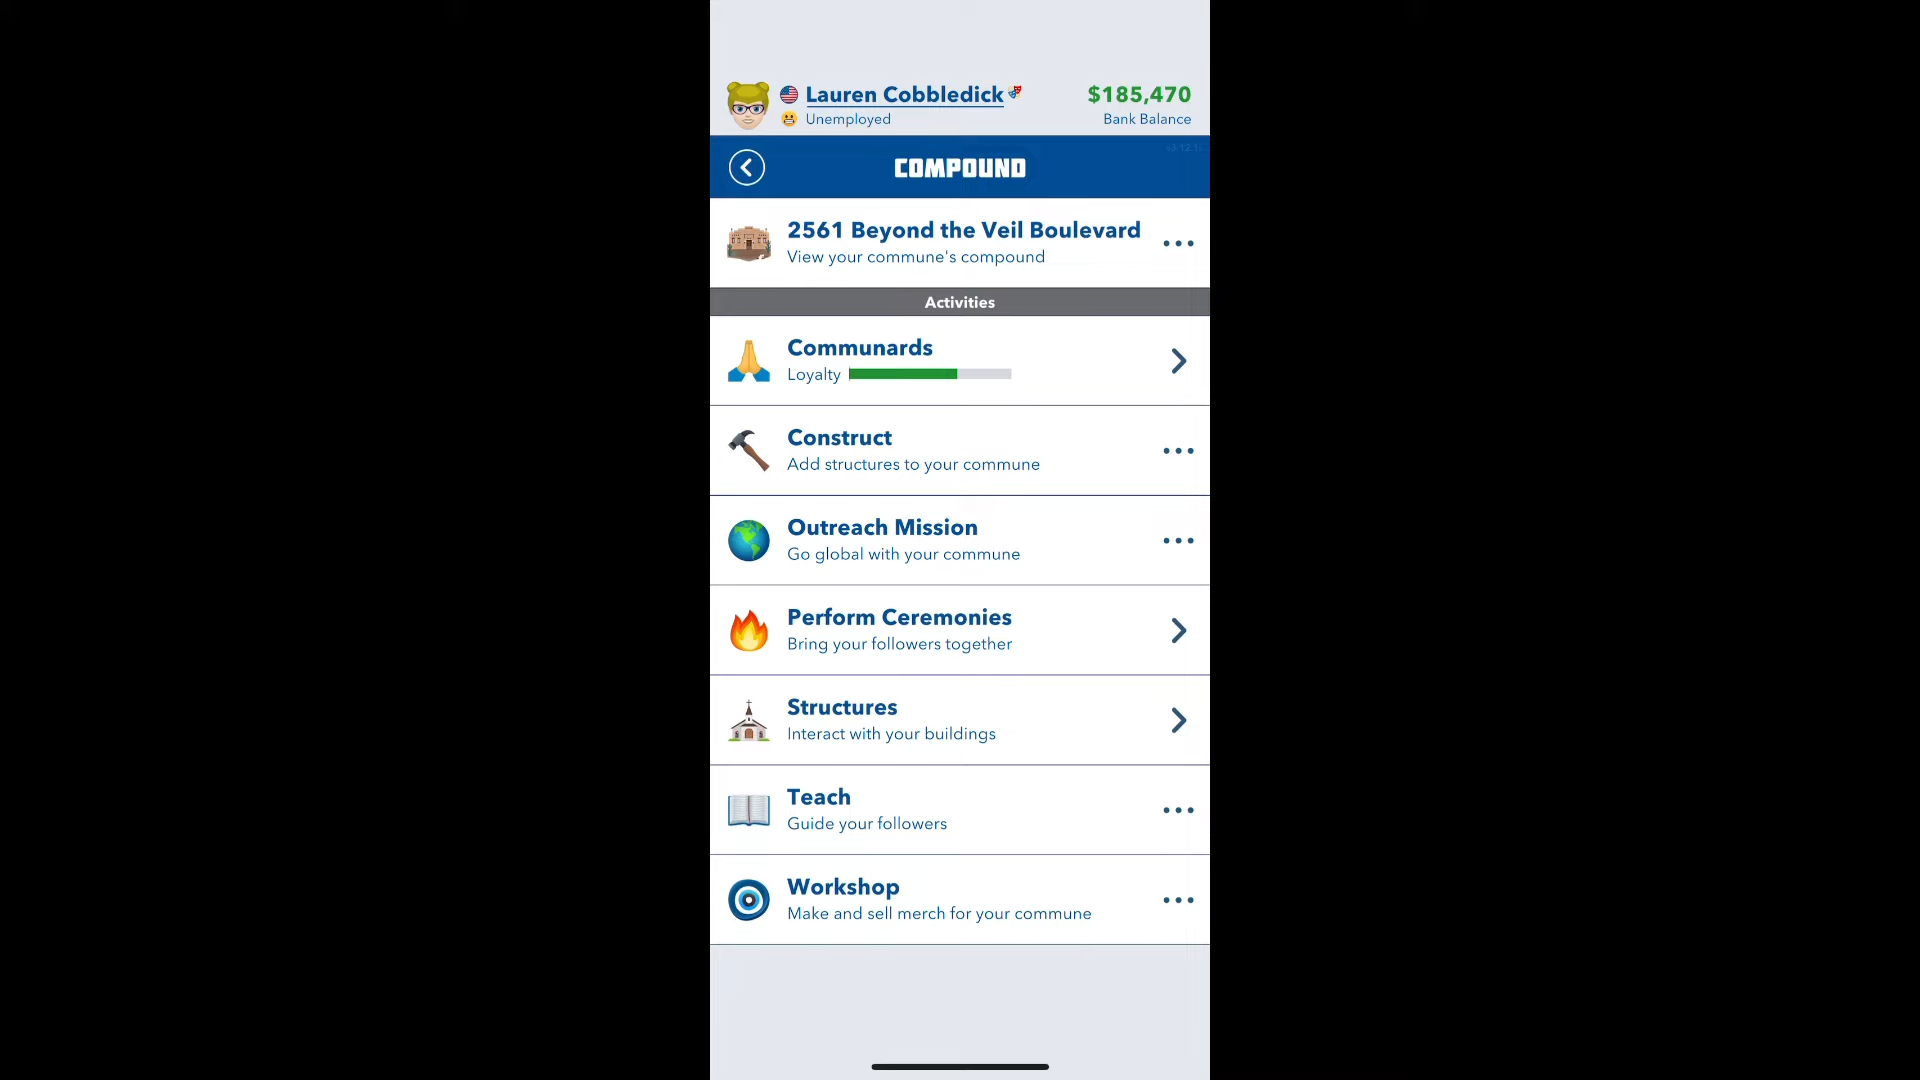 Lauren Cobbledick
$185,470
Unemployed
Bank Balance
COMPOUND
2561 Beyond the Veil Boulevard
View your commune's compound
Activities
Communards
Loyalty
Construct
Add structures to your commune
Outreach Mission
Go global with your commune
Perform Ceremonies
Bring your followers together
Structures
Interact with your buildings
Teach
Guide your followers
Workshop
Make and sell merch for your commune